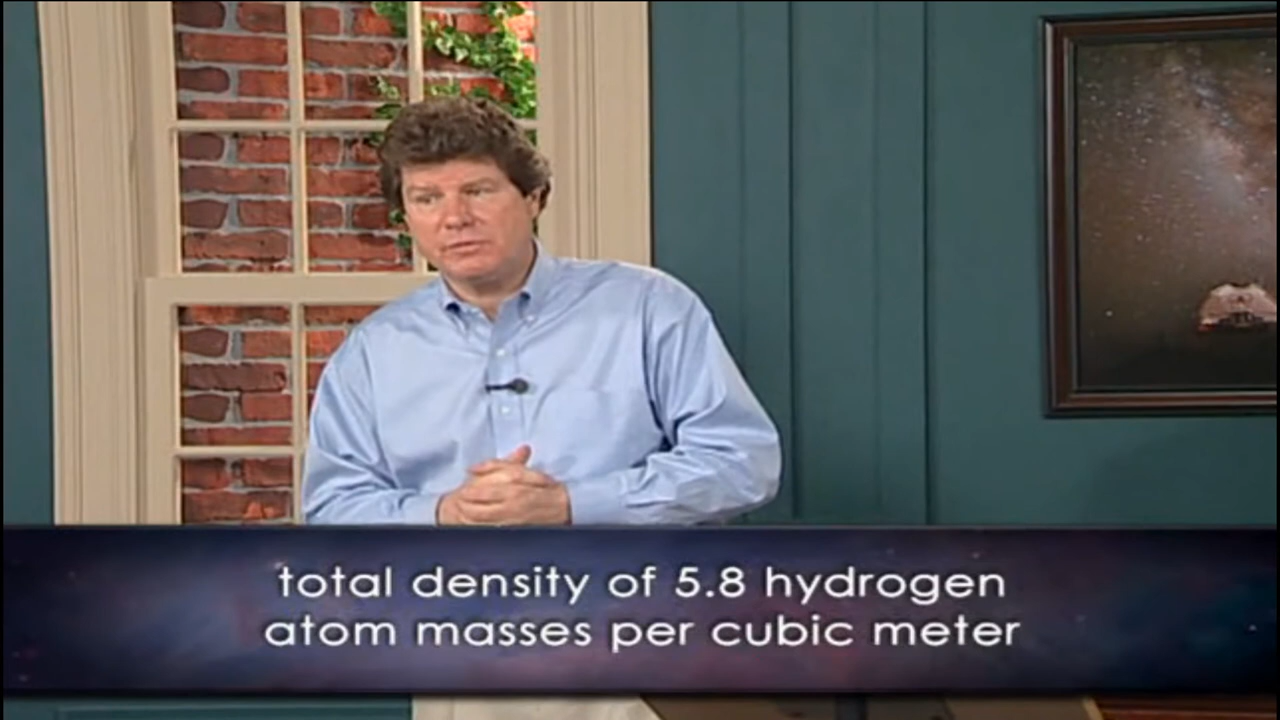 total density of 5.8 hydrogen
atom masses per cubic meter